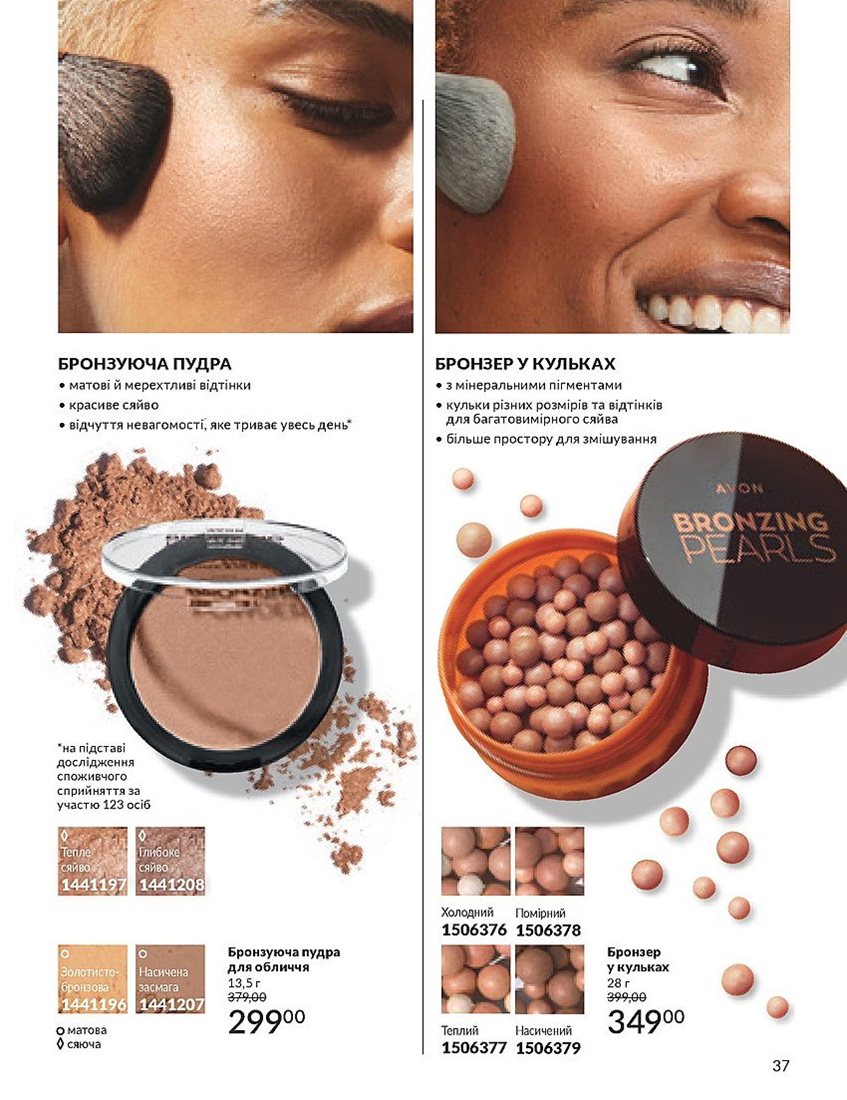 БРОНЗУЮЧА ПУДРА
• матові й мерехтливі відтінки
• красиве сяйво
• відчуття невагомості, яке триває увесь день*
*на підставі
дослідження
споживчого
сприйняття за
участю 123 осіб
Тепле
сяйво
1441197
Глибоке
сяйво
1441208
Золотисто-
бронзова
1441196
Насичена
засмага
1441207
матова
сяюча
Бронзуюча пудра
для обличчя
13,5 г
379,00
29900
БРОНЗЕР У КУЛЬКАХ
• з мінеральними пігментами
• кульки різних розмірів та відтінків
для багатовимірного сяйва
• більше простору для змішування
AVON
BRONZING
PEARLS
Холодний
1506376
Помірний
1506378
Теплий
1506377
Насичений
1506379
Бронзер
у кульках
28 г
399,00
34900
37